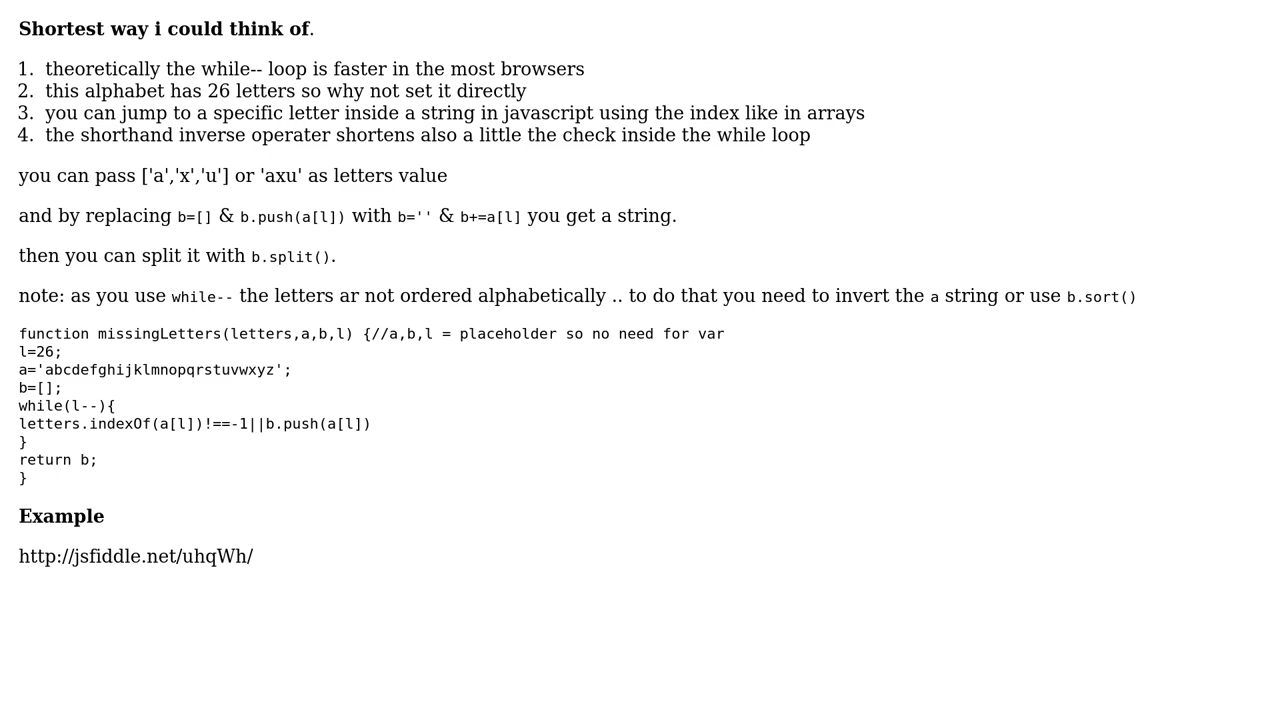 Shortest way i could think of.
1. theoretically the while-- loop is faster in the most browsers
2. this alphabet has 26 letters so why not set it directly
3. you can jump to a specific letter inside a string in javascript using the index like in arrays
4. the shorthand inverse operater shortens also a little the check inside the while loop
you can pass ['a','x','u'] or 'axu' as letters value
and by replacing b=[] & b.push(a[l]) with b='' & b+=a[l] you get a string.
then you can split it with b.split().
note: as you use while-- the letters ar not ordered alphabetically .. to do that you need to invert the a string or use b.sort()
function missingLetters(letters,a,b,l) {//a,b,l = placeholder so no need for var
l=26;
a='abcdefghijklmnopqrstuvwxyz';
b=[];
while(l--){
letters.indexOf(a[l])!==-1||b.push(a[l])
}
return b;
}
Example
http://jsfiddle.net/uhqWh/